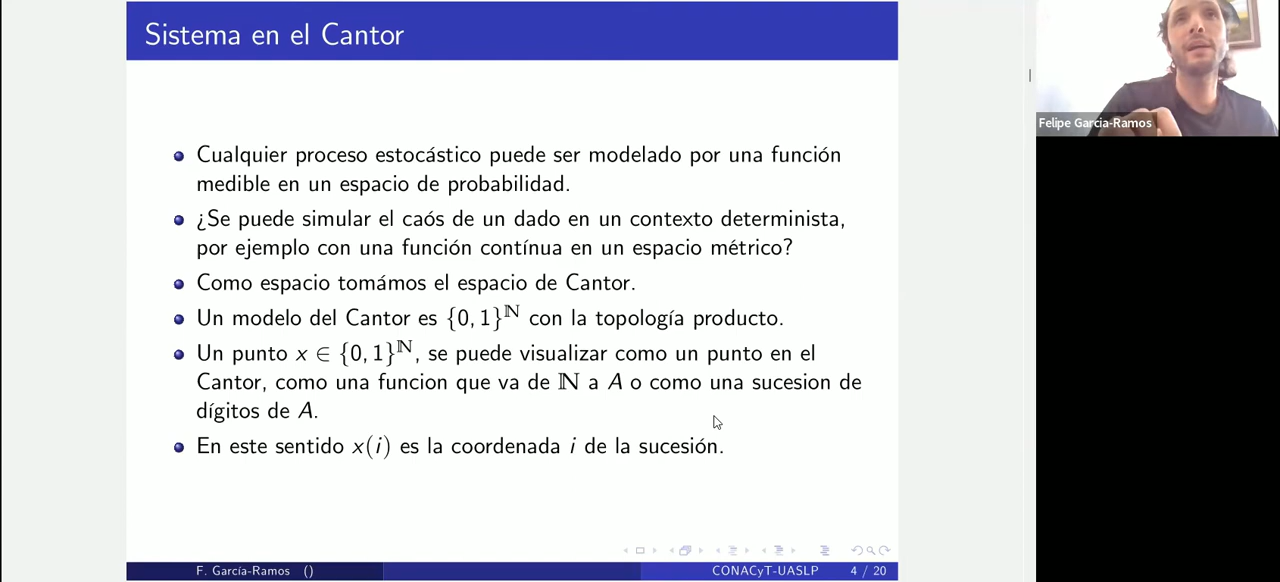 Sistema en el Cantor
Cualquier proceso estocástico puede ser modelado por una función
medible en un espacio de probabilidad.
¿Se puede simular el caós de un dado en un contexto determinista,
por ejemplo con una función contínua en un espacio métrico?
Como espacio tomámos el espacio de Cantor.
Un modelo del Cantor es {0, 1}^ℕ con la topología producto.
Un punto x ∈ {0, 1}^ℕ, se puede visualizar como un punto en el
Cantor, como una funcion que va de ℕ a A o como una sucesion de
dígitos de A.
En este sentido x(i) es la coordenada i de la sucesión.
F. García-Ramos ()
CONACyT-UASLP
4 / 20
Felipe García-Ramos